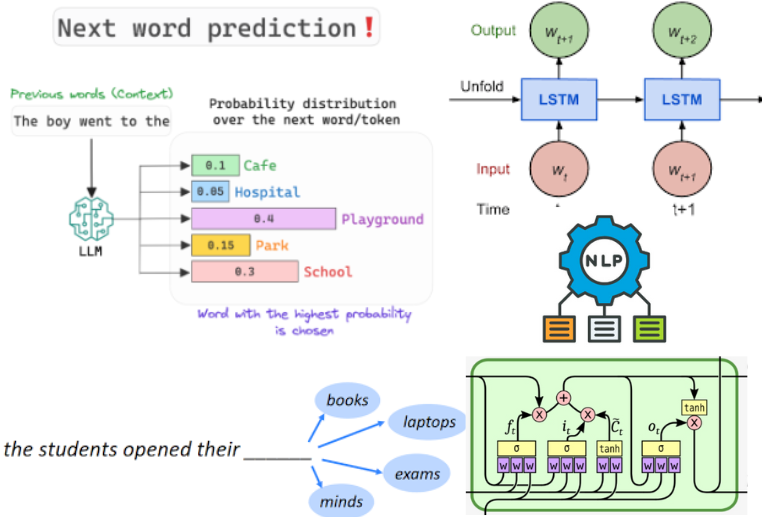 Next word prediction❗
Previous words (Context)
The boy went to the
LLM
Probability distribution
over the next word/token
0.1 Cafe
0.05 Hospital
0.4 Playground
0.15 Park
0.3 School
Word with the highest probability
is chosen
Output
w_{t+1} w_{t+2}
Unfold
LSTM LSTM
Input
w_t w_{t+1}
Time t+1
NLP
the students opened their ______
books
laptops
exams
minds
f_t i_t C̃_t o_t tanh
σ σ tanh σ
W W W W W W W W W W W